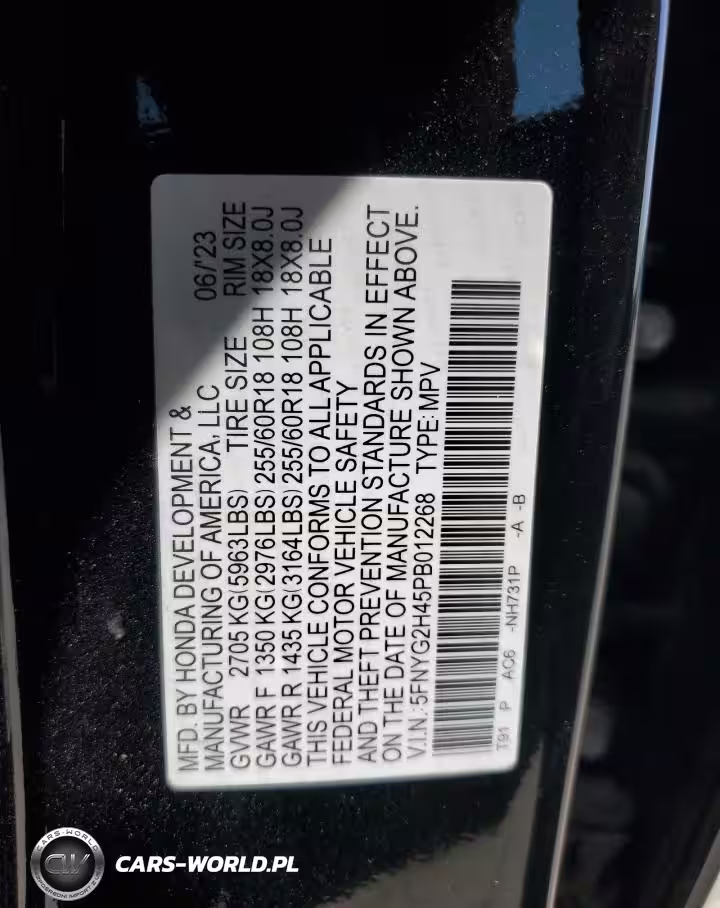 MFD. BY HONDA DEVELOPMENT &
MANUFACTURING OF AMERICA, LLC 06/'23
GVWR 2705 KG(5963LBS) TIRE SIZE RIM SIZE
GAWR F 1350 KG(2976LBS) 255/60R18 108H 18X8.0J
GAWR R 1435 KG(3164LBS) 255/60R18 108H 18X8.0J
THIS VEHICLE CONFORMS TO ALL APPLICABLE
FEDERAL MOTOR VEHICLE SAFETY
AND THEFT PREVENTION STANDARDS IN EFFECT
ON THE DATE OF MANUFACTURE SHOWN ABOVE.
V.I.N.:5FNYG2H45PB012268 TYPE:MPV
T91 P AC6 -NH731P -A -B
CARS-WORLD
CW
CARS-WORLD.PL